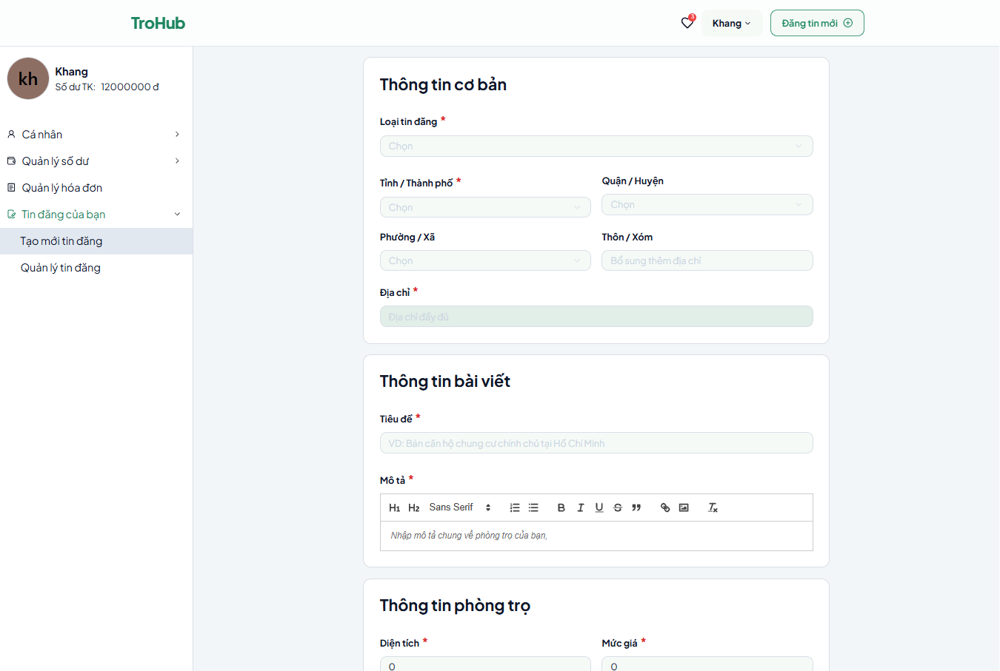 TroHub
3
Khang
Đăng tin mới
kh
Khang
Số dư TK: 12000000 đ
Cá nhân
Quản lý số dư
Quản lý hóa đơn
Tin đăng của bạn
Tạo mới tin đăng
Quản lý tin đăng
Thông tin cơ bản
Loại tin đăng *
Chọn
Tỉnh / Thành phố *
Quận / Huyện
Chọn
Chọn
Phường / Xã
Thôn / Xóm
Chọn
Bổ sung thêm địa chỉ
Địa chỉ *
Địa chỉ đầy đủ
Thông tin bài viết
Tiêu đề *
VD: Bán căn hộ chung cư chính chủ tại Hồ Chí Minh
Mô tả *
H1 H2 Sans Serif B I U S
Nhập mô tả chung về phòng trọ của bạn,
Thông tin phòng trọ
Diện tích *
Mức giá *
0
0